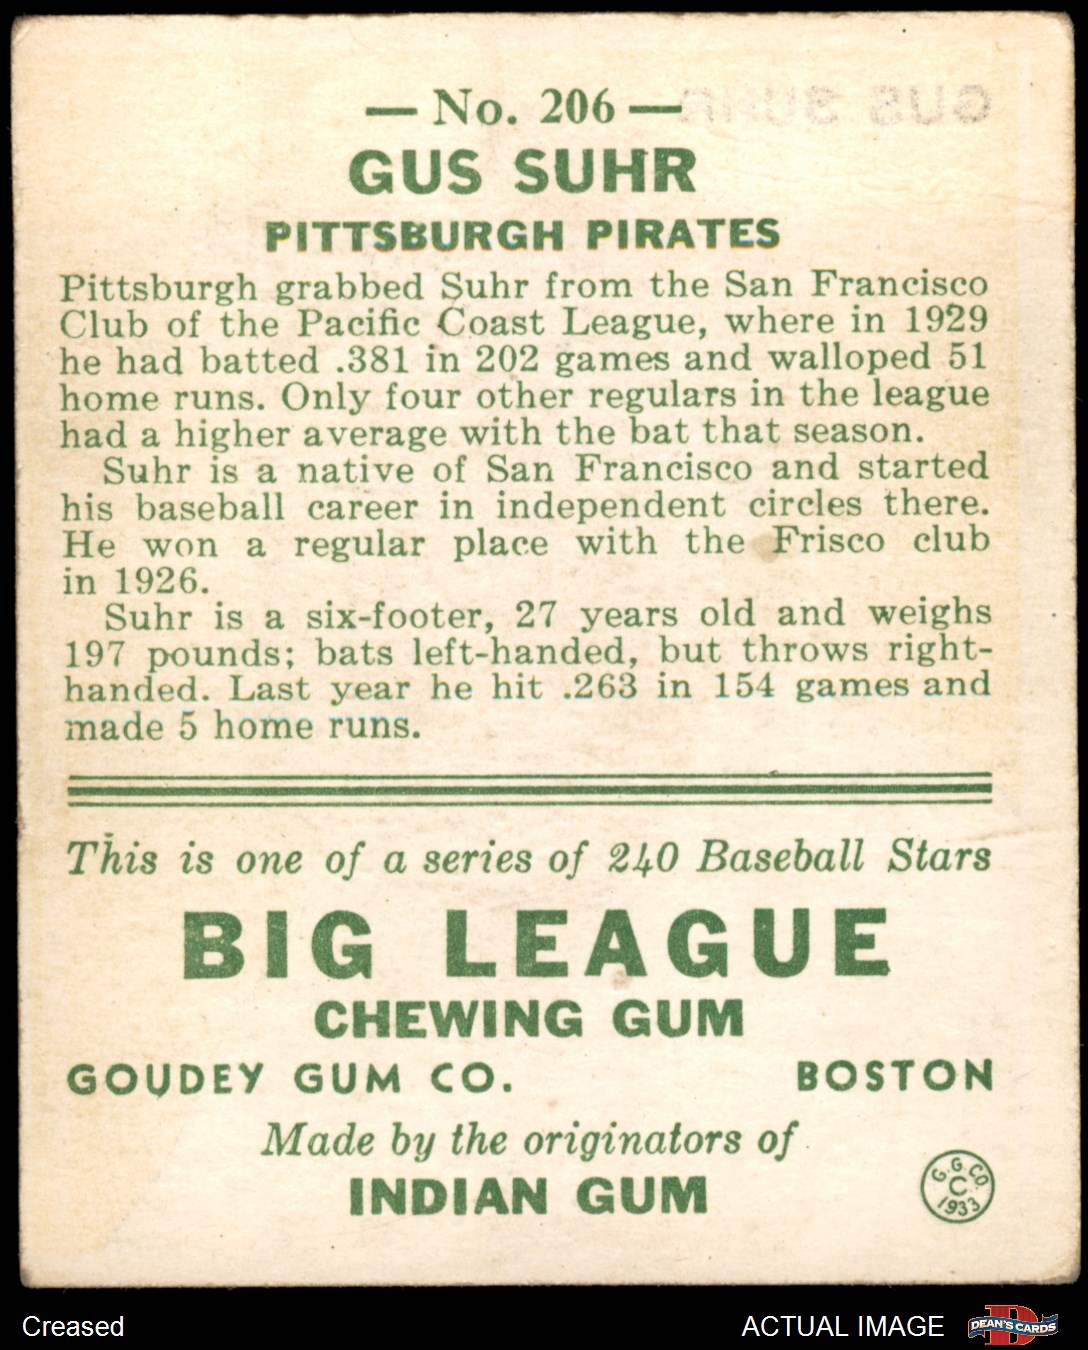 — No. 206 —
GUS SUHR
GUS SUHR
PITTSBURGH PIRATES
Pittsburgh grabbed Suhr from the San Francisco
Club of the Pacific Coast League, where in 1929
he had batted .381 in 202 games and walloped 51
home runs. Only four other regulars in the league
had a higher average with the bat that season.
Suhr is a native of San Francisco and started
his baseball career in independent circles there.
He won a regular place with the Frisco club
in 1926.
Suhr is a six-footer, 27 years old and weighs
197 pounds; bats left-handed, but throws right-
handed. Last year he hit .263 in 154 games and
made 5 home runs.
This is one of a series of 240 Baseball Stars
BIG LEAGUE
CHEWING GUM
GOUDEY GUM CO. BOSTON
Made by the originators of
INDIAN GUM
G. G. CO.
C
1933
Creased
ACTUAL IMAGE
D
DEAN'S CARDS